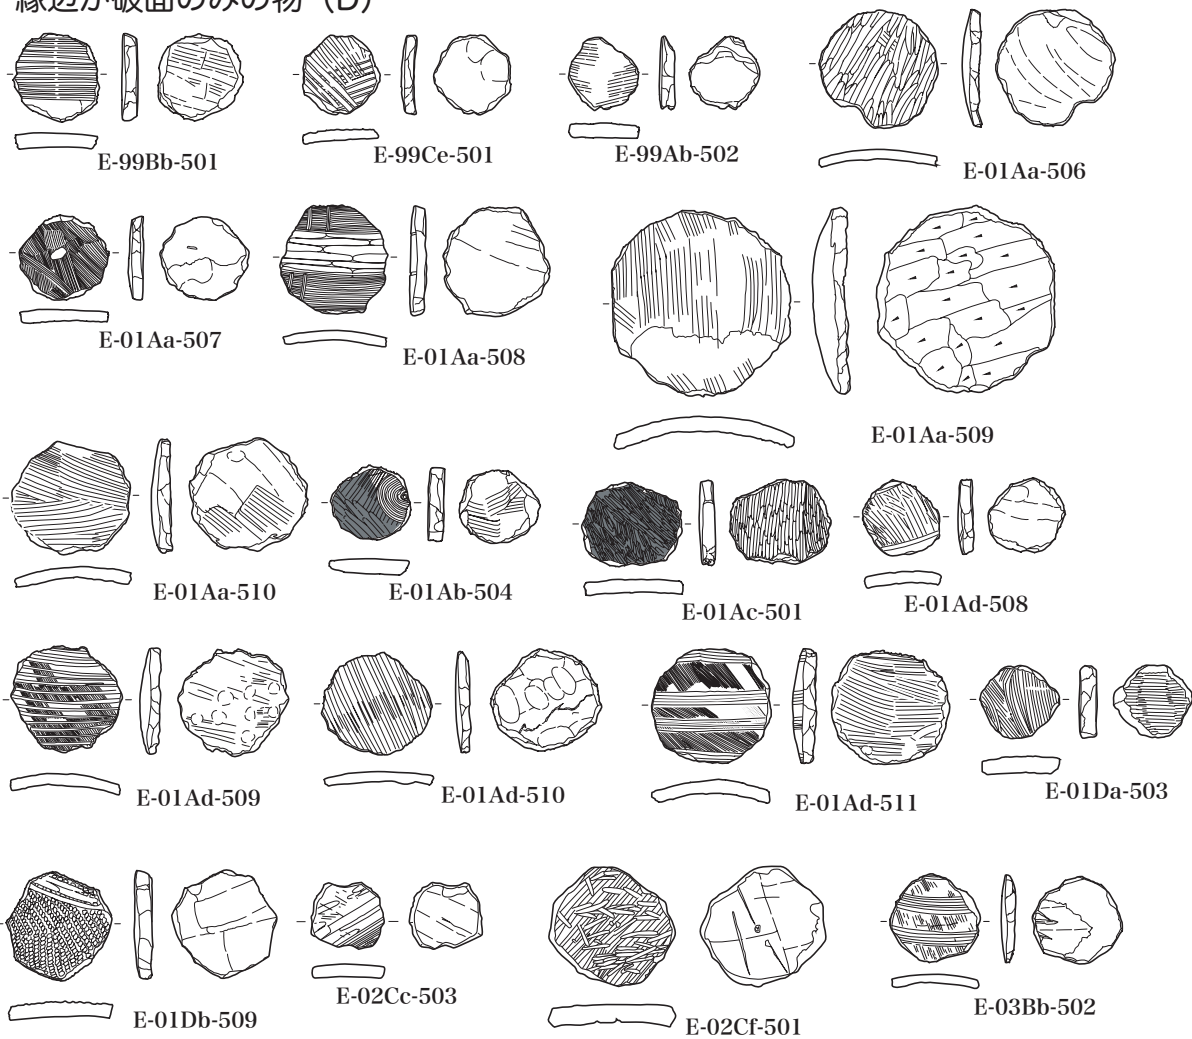 縁辺が破面のみの物（D）
E-99Bb-501
E-99Ce-501
E-99Ab-502
E-01Aa-506
E-01Aa-507
E-01Aa-508
E-01Aa-509
E-01Aa-510
E-01Ab-504
E-01Ac-501
E-01Ad-508
E-01Ad-509
E-01Ad-510
E-01Ad-511
E-01Da-503
E-01Db-509
E-02Cc-503
E-02Cf-501
E-03Bb-502